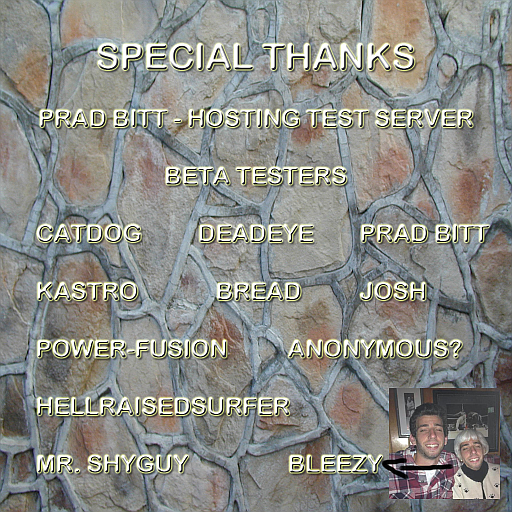 SPECIAL THANKS
PRAD BITT - HOSTING TEST SERVER
BETA TESTERS
CATDOG DEADEYE PRAD BITT
KASTRO BREAD JOSH
POWER-FUSION ANONYMOUS?
HELLRAISEDSURFER
MR. SHYGUY BLEEZY